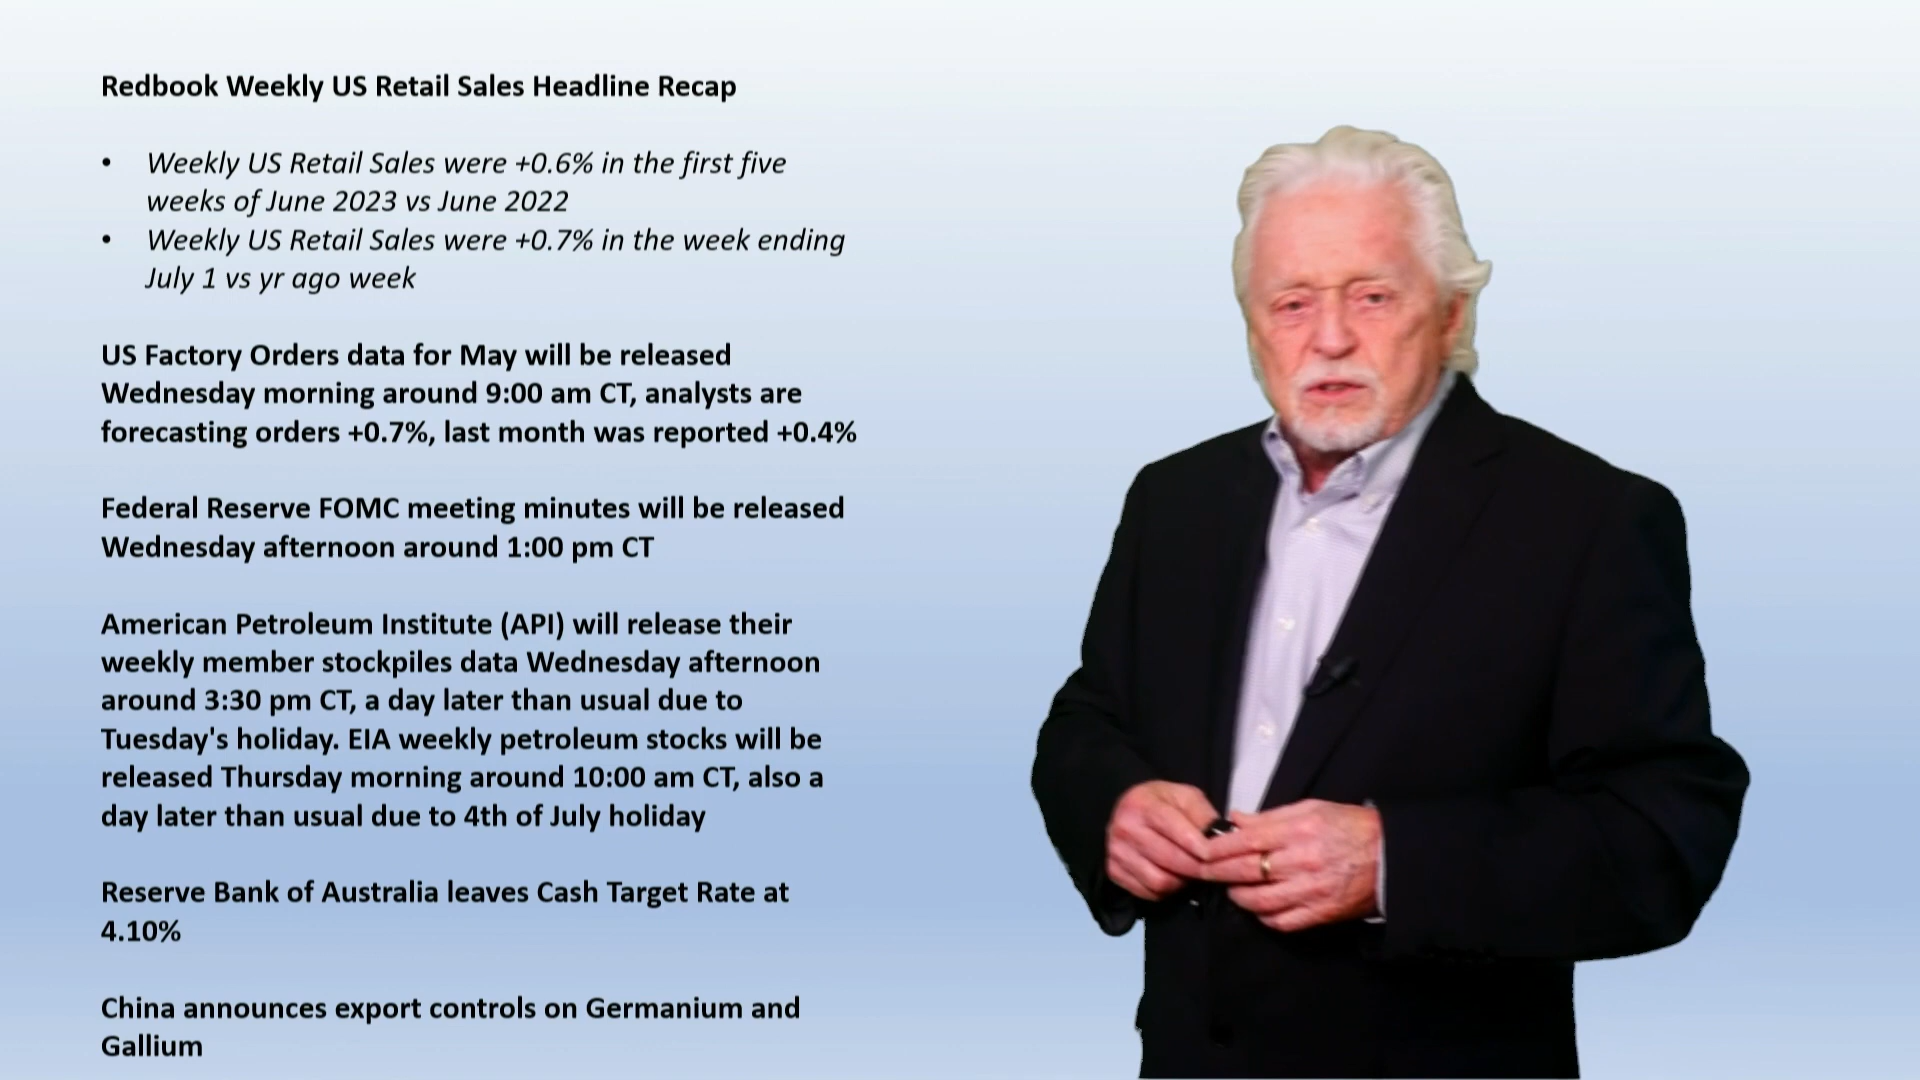 Redbook Weekly US Retail Sales Headline Recap
• Weekly US Retail Sales were +0.6% in the first five
weeks of June 2023 vs June 2022
• Weekly US Retail Sales were +0.7% in the week ending
July 1 vs yr ago week
US Factory Orders data for May will be released
Wednesday morning around 9:00 am CT, analysts are
forecasting orders +0.7%, last month was reported +0.4%
Federal Reserve FOMC meeting minutes will be released
Wednesday afternoon around 1:00 pm CT
American Petroleum Institute (API) will release their
weekly member stockpiles data Wednesday afternoon
around 3:30 pm CT, a day later than usual due to
Tuesday's holiday. EIA weekly petroleum stocks will be
released Thursday morning around 10:00 am CT, also a
day later than usual due to 4th of July holiday
Reserve Bank of Australia leaves Cash Target Rate at
4.10%
China announces export controls on Germanium and
Gallium